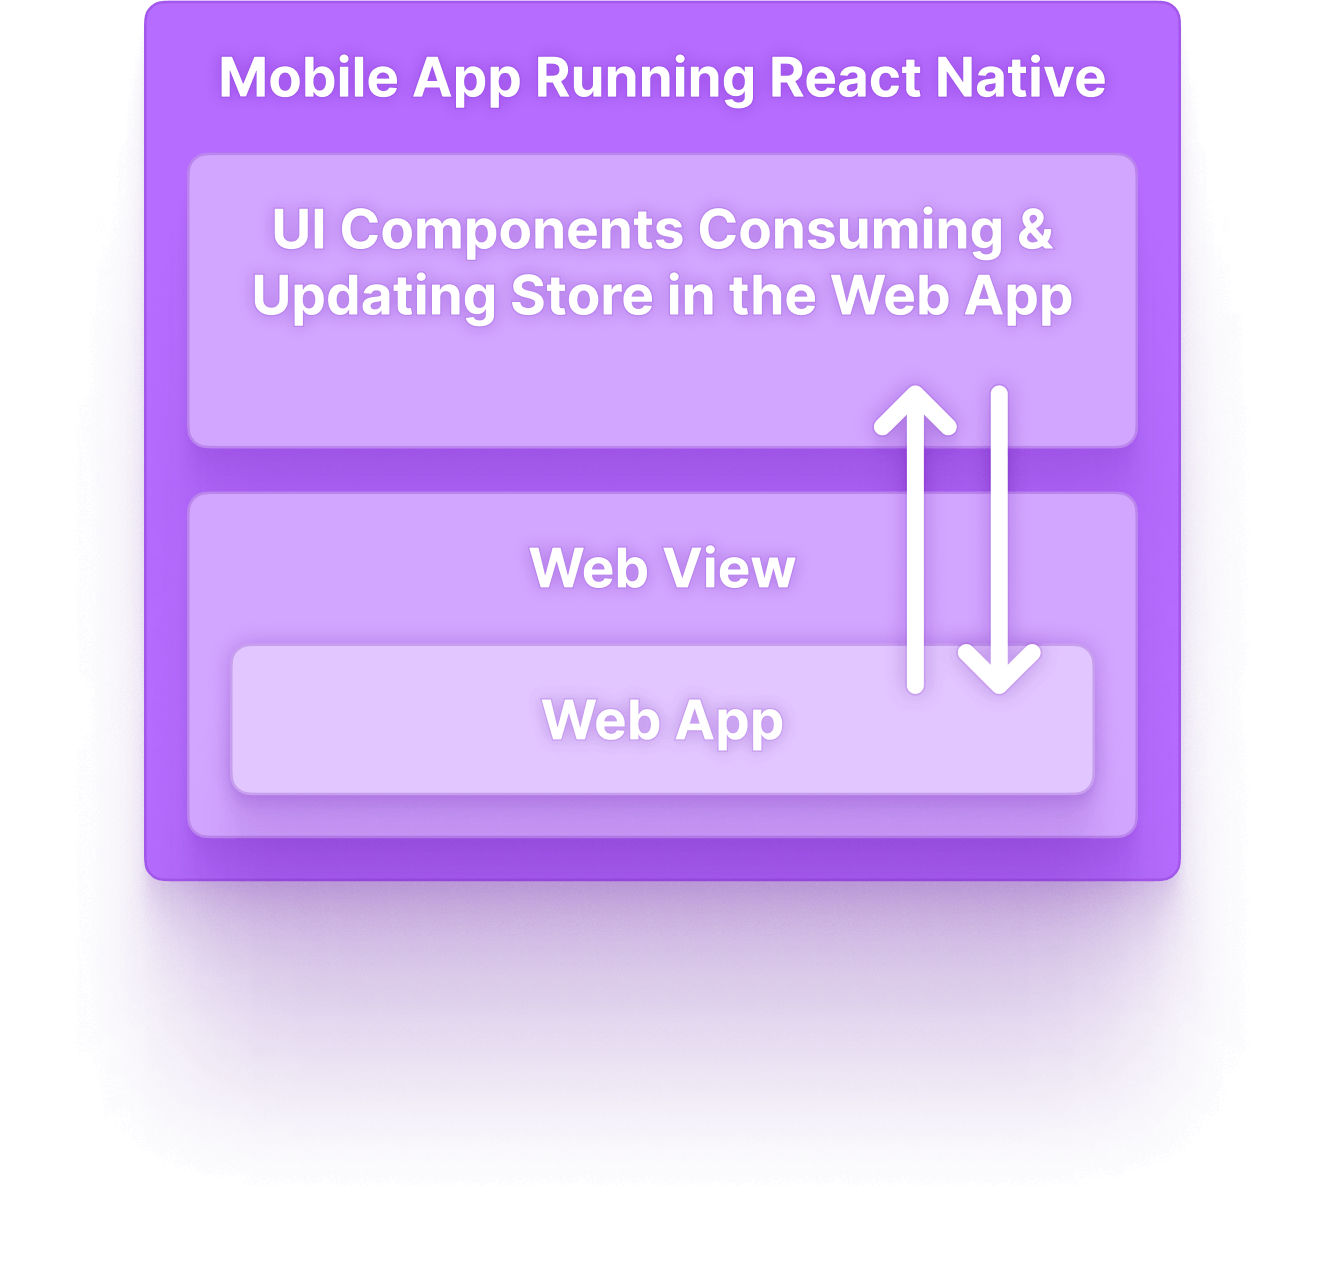 Mobile App Running React Native
UI Components Consuming &
Updating Store in the Web App
Web View
Web App